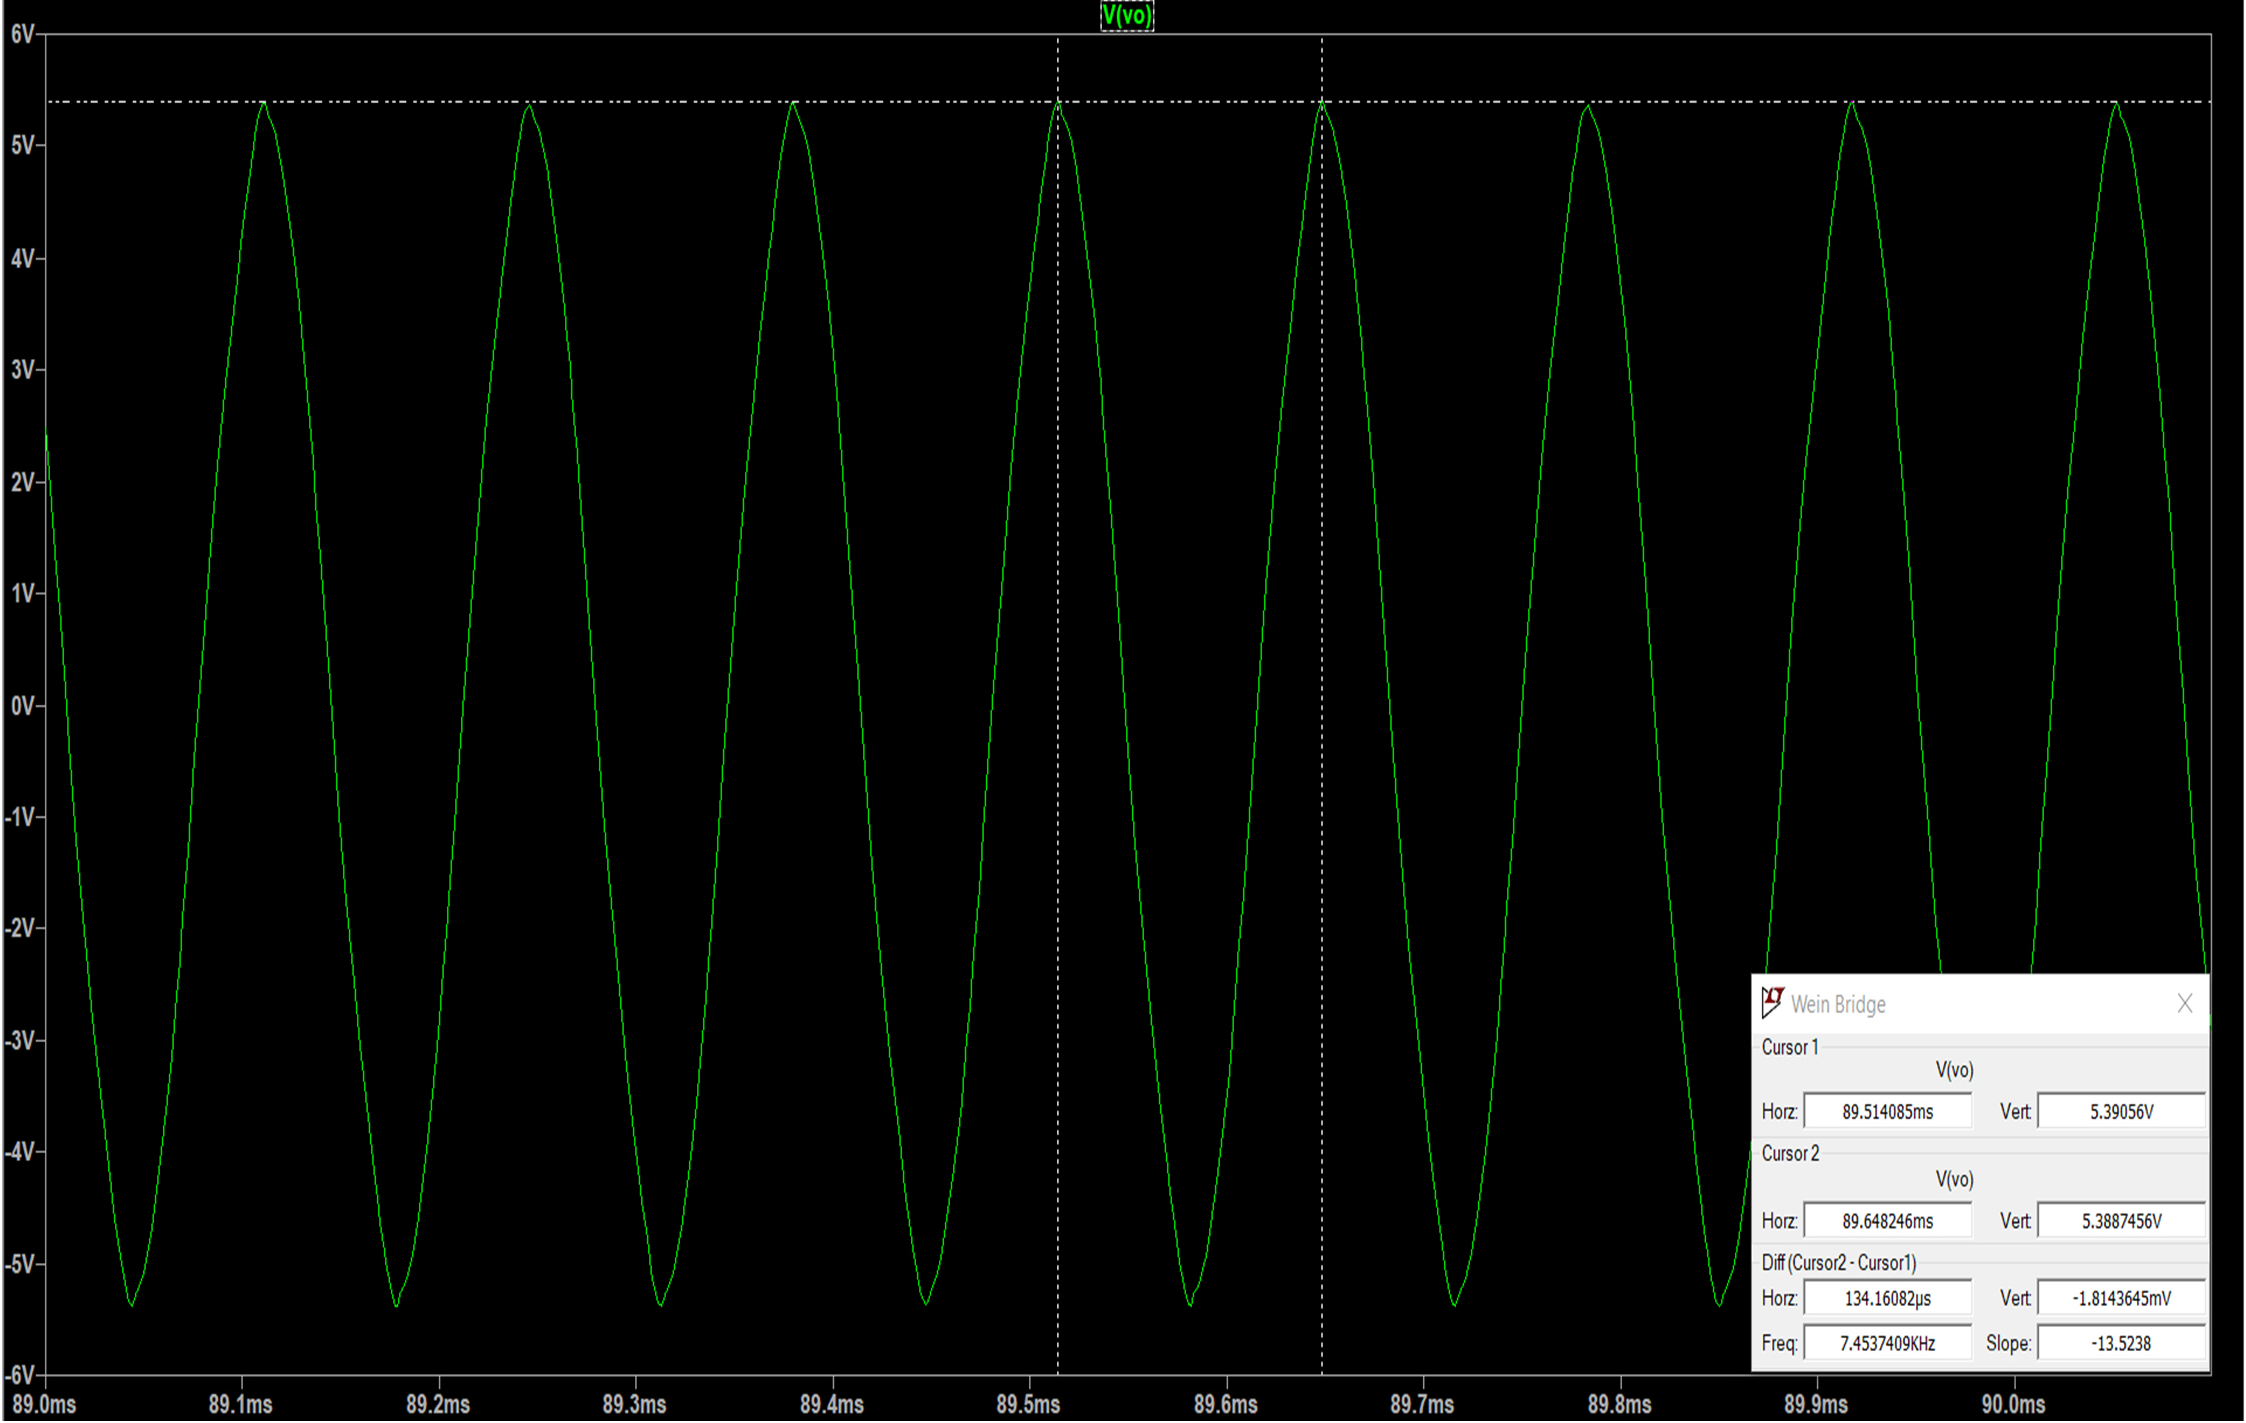 V(vo)
6V
5V
4V
3V
2V
1V
0V
-1V
-2V
-3V
-4V
-5V
-6V
89.0ms 89.1ms 89.2ms 89.3ms 89.4ms 89.5ms 89.6ms 89.7ms 89.8ms 89.9ms 90.0ms
Wein Bridge X
Cursor 1
V(vo)
Horz: 89.514085ms Vert: 5.39056V
Cursor 2
V(vo)
Horz: 89.648246ms Vert: 5.3887456V
Diff (Cursor2 - Cursor1)
Horz: 134.16082µs Vert: -1.8143645mV
Freq: 7.4537409KHz Slope: -13.5238